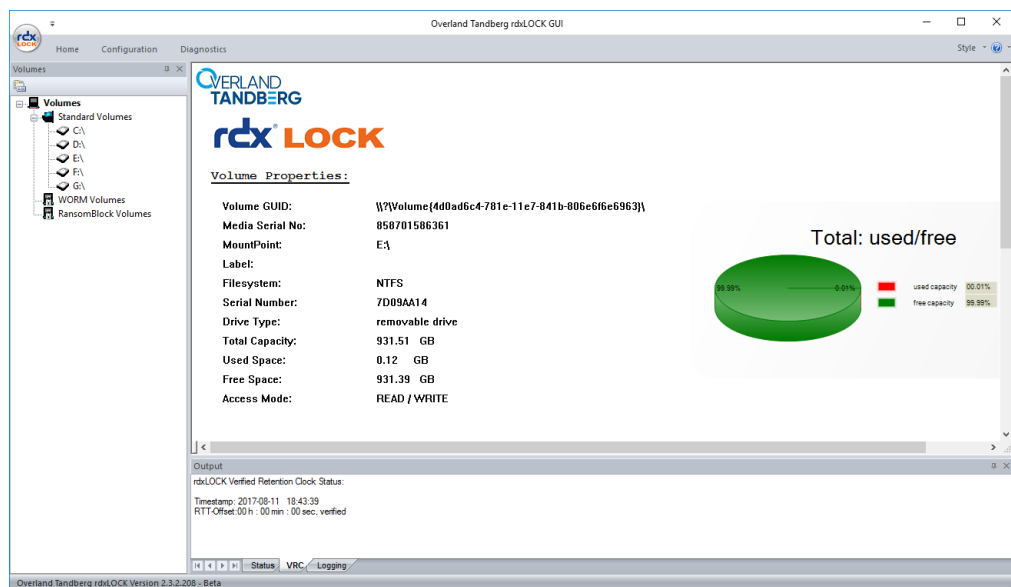 Overland Tandberg rdxLOCK GUI
rdx
LOCK
Home Configuration Diagnostics
Style
Volumes
Volumes
Standard Volumes
C:\
D:\
E:\
F:\
G:\
WORM Volumes
RansomBlock Volumes
OVERLAND
TANDBERG
rdx® LOCK
Volume Properties:
Volume GUID: \\?\Volume{4d0ad6c4-781e-11e7-841b-806e6f6e6963}\
Media Serial No: 858701586361
MountPoint: E:\
Label:
Filesystem: NTFS
Serial Number: 7D09AA14
Drive Type: removable drive
Total Capacity: 931.51 GB
Used Space: 0.12 GB
Free Space: 931.39 GB
Access Mode: READ / WRITE
Total: used/free
99.99% 0.01%
used capacity 00.01%
free capacity 99.99%
Output
rdxLOCK Verified Retention Clock Status:
Timestamp: 2017-08-11 18:43:39
RTT-Offset:00 h : 00 min : 00 sec, verified
Status VRC Logging
Overland Tandberg rdxLOCK Version 2.3.2.208 - Beta